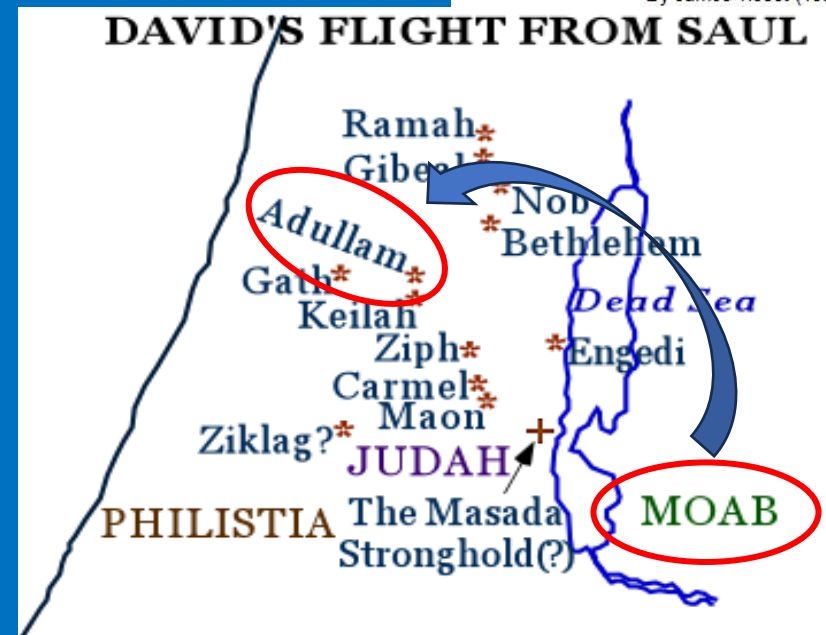 DAVID'S FLIGHT FROM SAUL
Ramah*
Gibeah*
*Nob
Adullam*
*Bethlehem
Gath*
Dead Sea
Keilah*
Ziph*
*Engedi
Carmel*
Maon*
Ziklag?*
JUDAH
PHILISTIA
The Masada
Stronghold(?)
MOAB